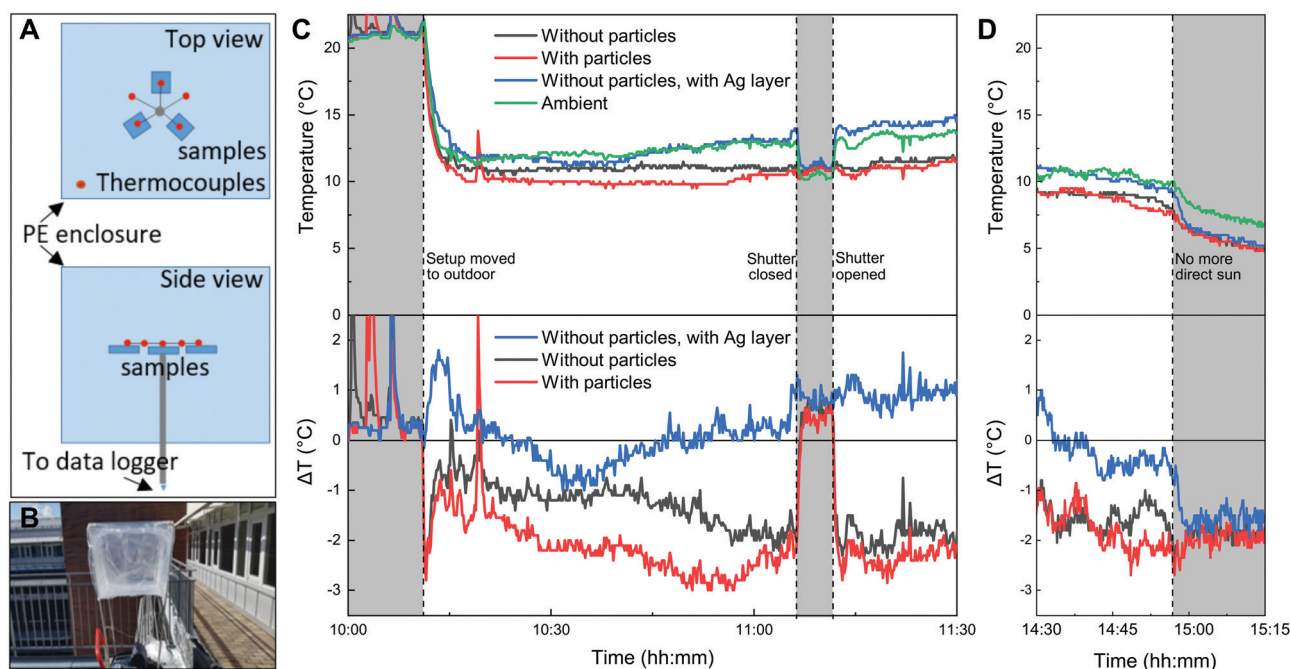 A
Top view
samples
Thermocouples
PE enclosure
Side view
samples
To data logger
B
C
Without particles
With particles
Without particles, with Ag layer
Ambient
Temperature (°C)
20
15
10
5
0
Setup moved
to outdoor
Shutter
closed
Shutter
opened
Without particles, with Ag layer
Without particles
With particles
ΔT (°C)
2
1
0
-1
-2
-3
10:00
10:30
11:00
11:30
Time (hh:mm)
D
Temperature (°C)
20
15
10
5
0
No more
direct sun
ΔT (°C)
2
1
0
-1
-2
-3
14:30
14:45
15:00
15:15
Time (hh:mm)